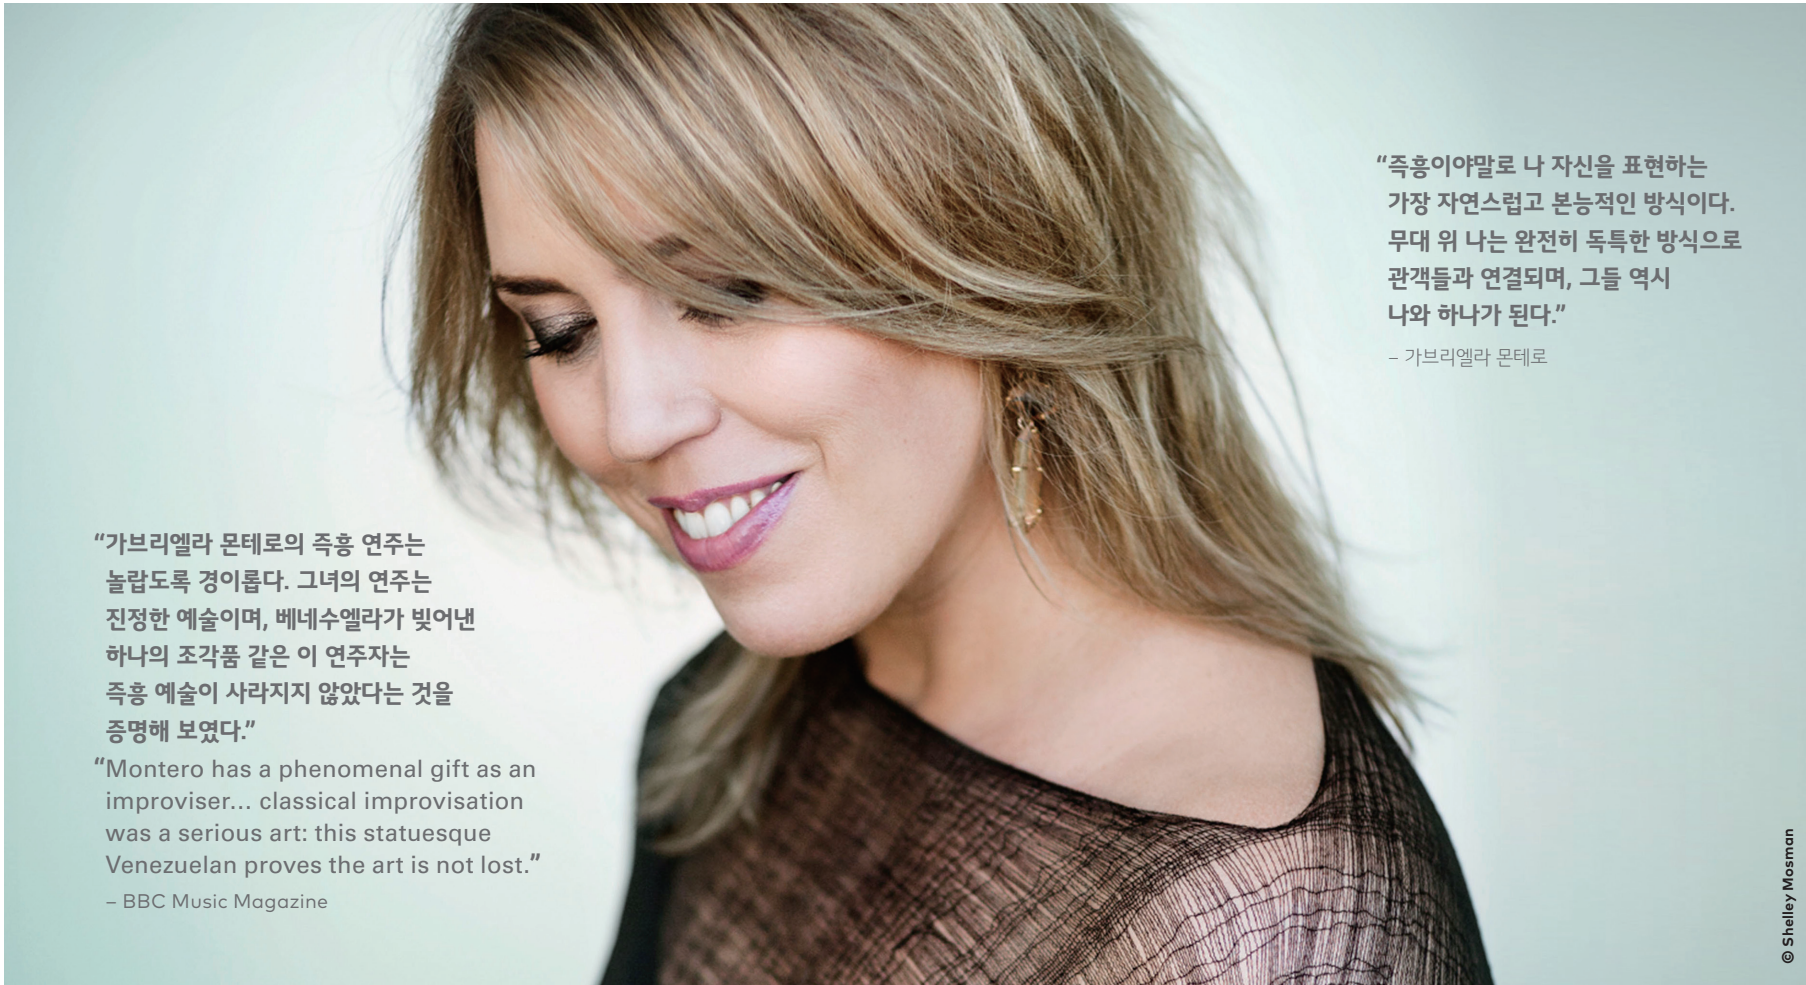 “즉흥이야말로 나 자신을 표현하는
가장 자연스럽고 본능적인 방식이다.
무대 위 나는 완전히 독특한 방식으로
관객들과 연결되며, 그들 역시
나와 하나가 된다.”
– 가브리엘라 몬테로
“가브리엘라 몬테로의 즉흥 연주는
놀랍도록 경이롭다. 그녀의 연주는
진정한 예술이며, 베네수엘라가 빚어낸
하나의 조각품 같은 이 연주자는
즉흥 예술이 사라지지 않았다는 것을
증명해 보였다.”
“Montero has a phenomenal gift as an
improviser... classical improvisation
was a serious art: this statuesque
Venezuelan proves the art is not lost.”
– BBC Music Magazine
© Shelley Mosman